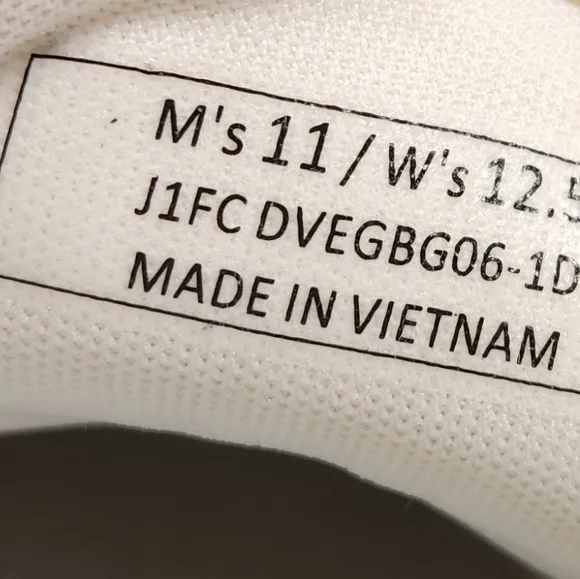 M's 11 / W's 12.5
J1FC DVEGBG06-1D
MADE IN VIETNAM